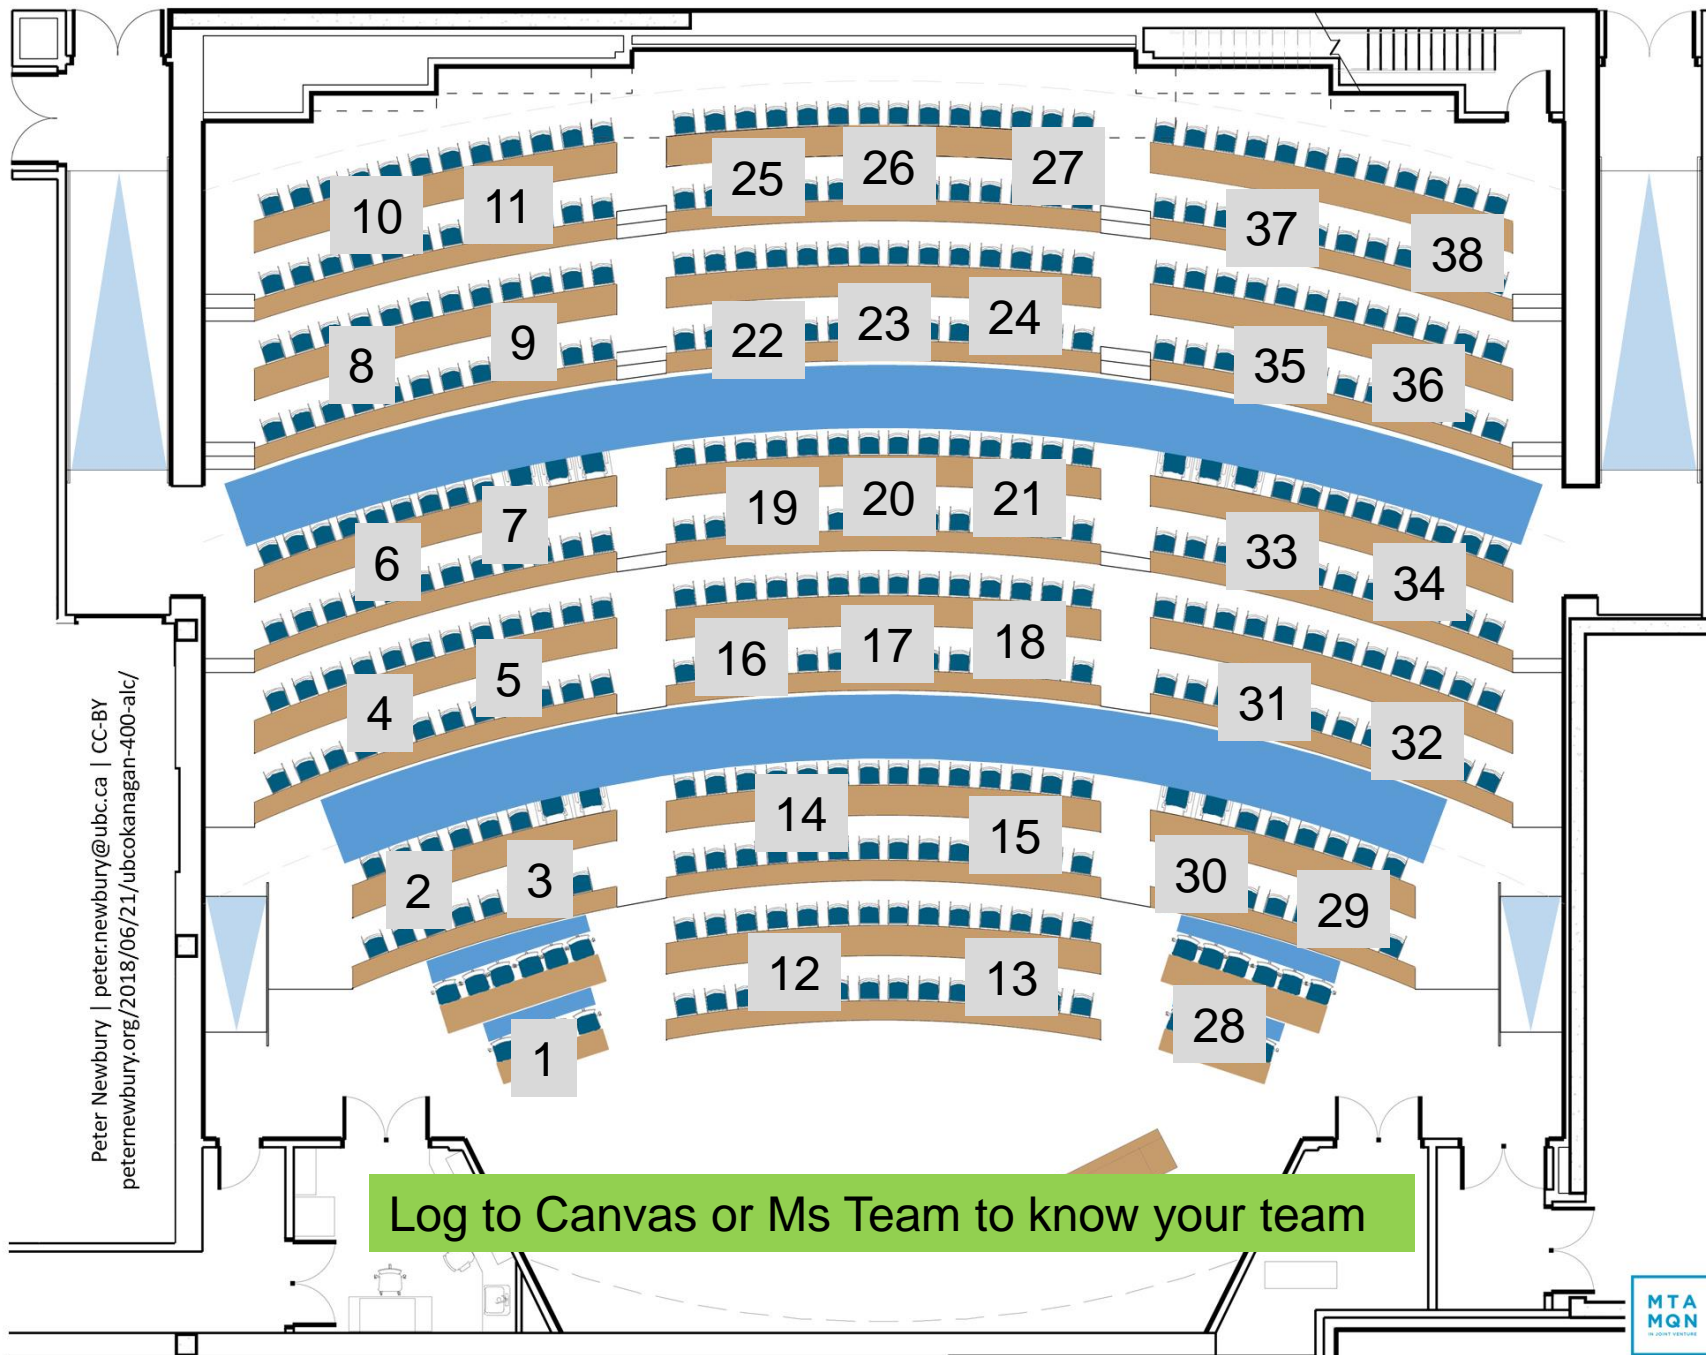 25 26 27
10 11 37 38
22 23 24
8 9 35 36
19 20 21
6 7 33 34
16 17 18
4 5 31 32
14 15
2 3 30 29
12 13
1 28
Peter Newbury | peter.newbury@ubc.ca | CC-BY
peternewbury.org/2018/06/21/ubcokanagan-400-alc/
Log to Canvas or Ms Team to know your team
MTA
MQN
IN JOINT VENTURE